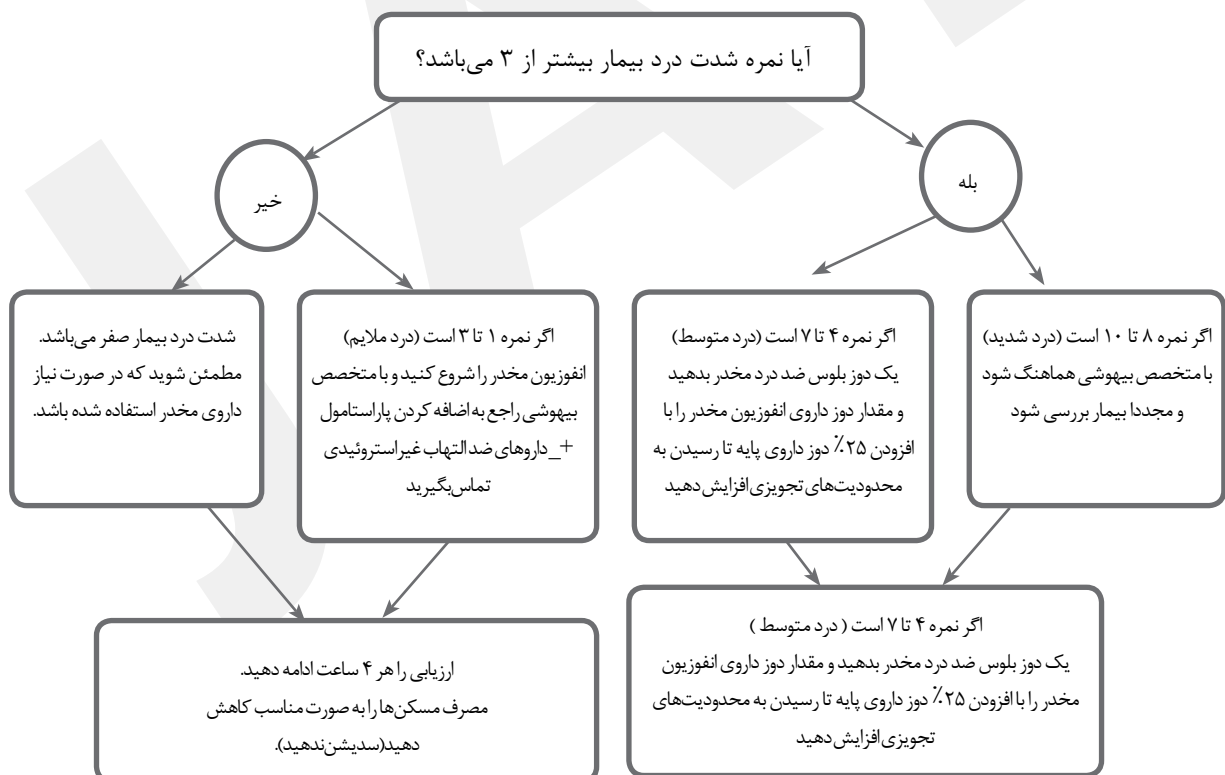 آیا نمره شدت درد بیمار بیشتر از ۳ می‌باشد؟
بله
خیر
اگر نمره ۸ تا ۱۰ است (درد شدید)
با متخصص بیهوشی هماهنگ شود
و مجددا بیمار بررسی شود
اگر نمره ۴ تا ۷ است (درد متوسط)
یک دوز بلوس ضد درد مخدر بدهید
و مقدار دوز داروی انفوزیون مخدر را با
افزودن ۲۵٪ دوز داروی پایه تا رسیدن به
محدودیت‌های تجویزی افزایش دهید
اگر نمره ۱ تا ۳ است (درد ملایم)
انفوزیون مخدر را شروع کنید و با متخصص
بیهوشی راجع به اضافه کردن پاراستامول
+_ داروهای ضدالتهاب غیراستروئیدی
تماس بگیرید
شدت درد بیمار صفر می‌باشد.
مطمئن شوید که در صورت نیاز
داروی مخدر استفاده شده باشد.
اگر نمره ۴ تا ۷ است ( درد متوسط )
یک دوز بلوس ضد درد مخدر بدهید و مقدار دوز داروی انفوزیون
مخدر را با افزودن ۲۵٪ دوز داروی پایه تا رسیدن به محدودیت‌های
تجویزی افزایش دهید
ارزیابی را هر ۴ ساعت ادامه دهید.
مصرف مسکن‌ها را به صورت مناسب کاهش
دهید(سدیشن ندهید).